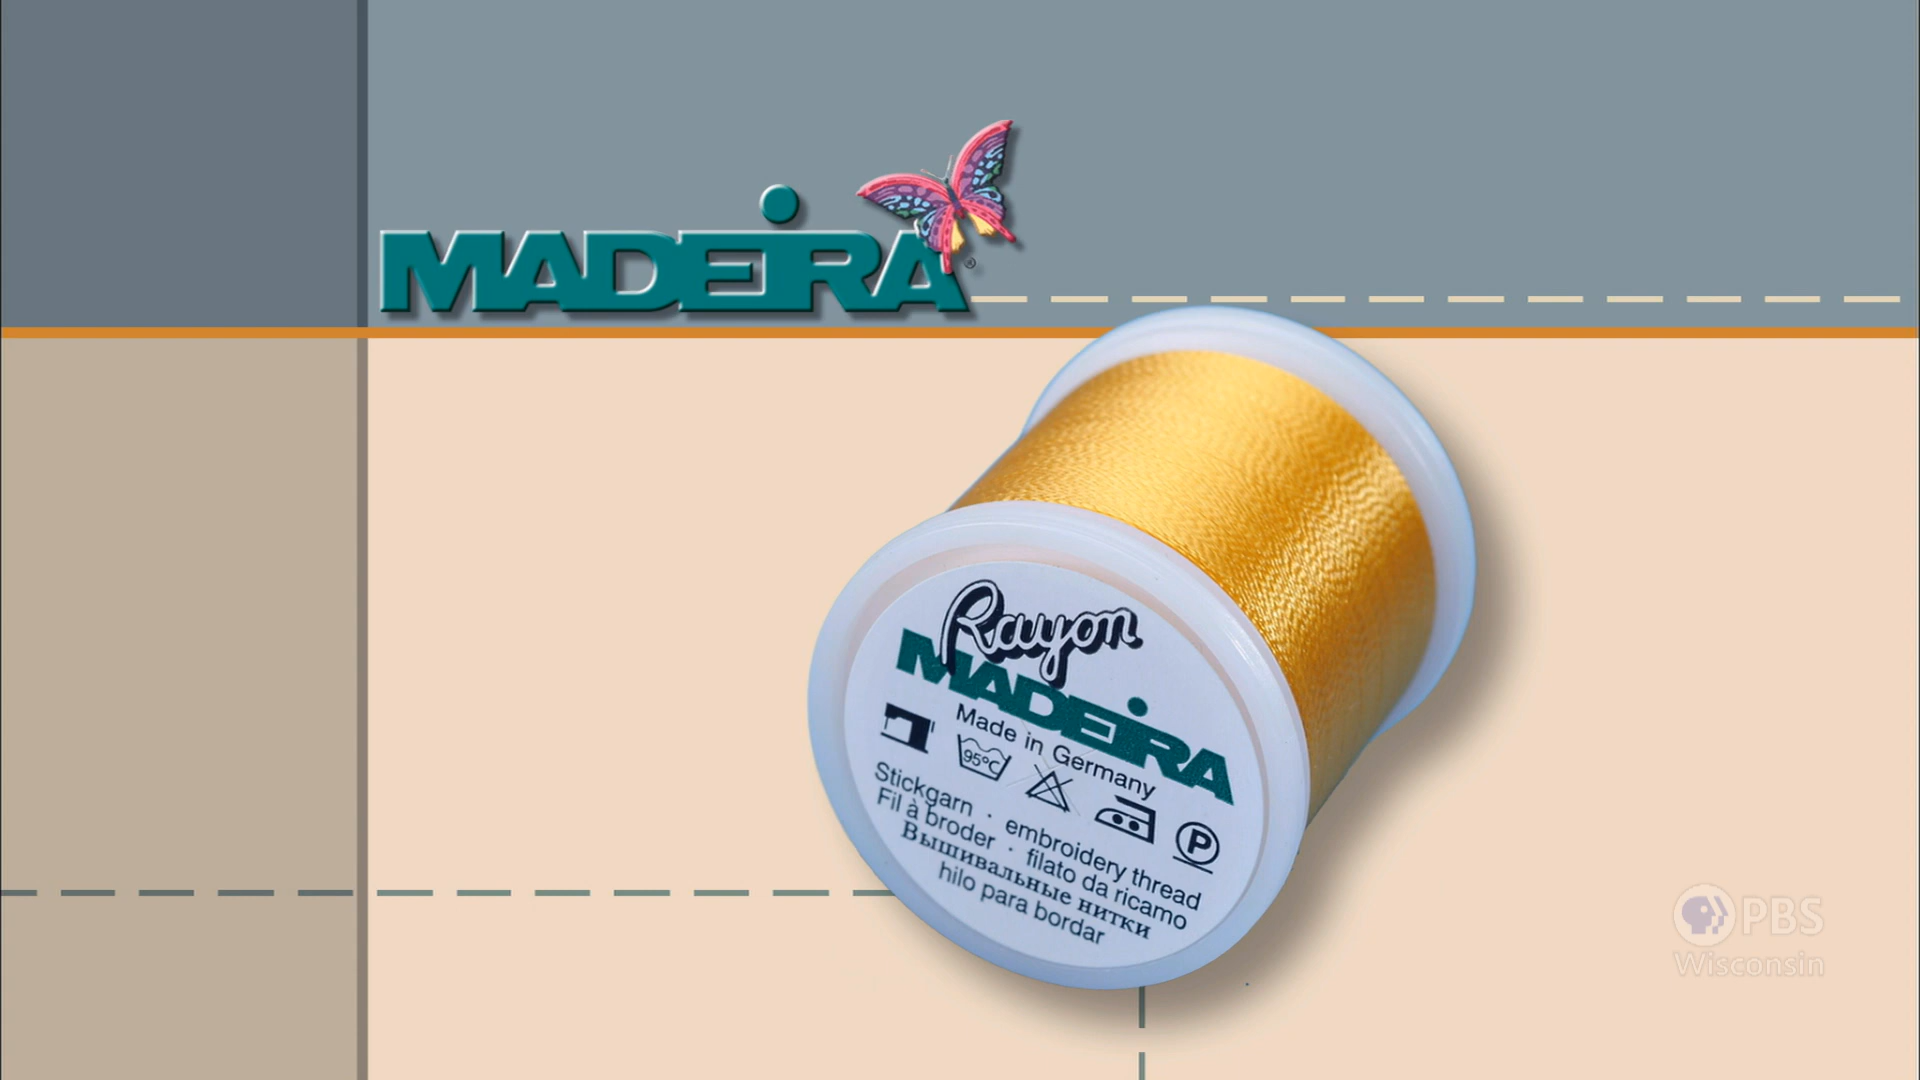 MADEIRA®
Rayon
MADEIRA
Made in Germany
95°C
P
Stickgarn · embroidery thread
Fil à broder · filato da ricamo
Вышивальные нитки
hilo para bordar
PBS
Wisconsin